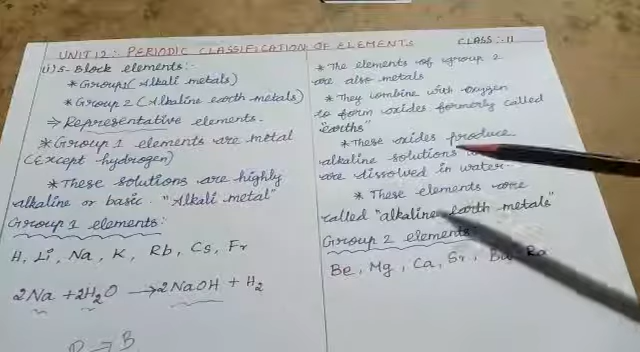 UNIT 12:- PERIODIC CLASSIFICATION OF ELEMENTS CLASS:- 11
(i) S-Block elements:-
* Group 1 (Alkali metals)
* Group 2 (Alkaline earth metals)
⇒ Representative elements.
* Group 1 elements are metal
(Except hydrogen)
* These solutions are highly
alkaline or basic. "Alkali metal"
Group 1 elements:
H, Li, Na, K, Rb, Cs, Fr
2Na + 2H₂O → 2NaOH + H₂
B
* The elements of group 2
are also metals
* They combine with oxygen
to form oxides formerly called
"earths"
* These oxides produce
alkaline solutions
are dissolved in water.
* These elements are
called "alkaline earth metals"
Group 2 elements:
Be, Mg, Ca, Sr, Ba, Ra